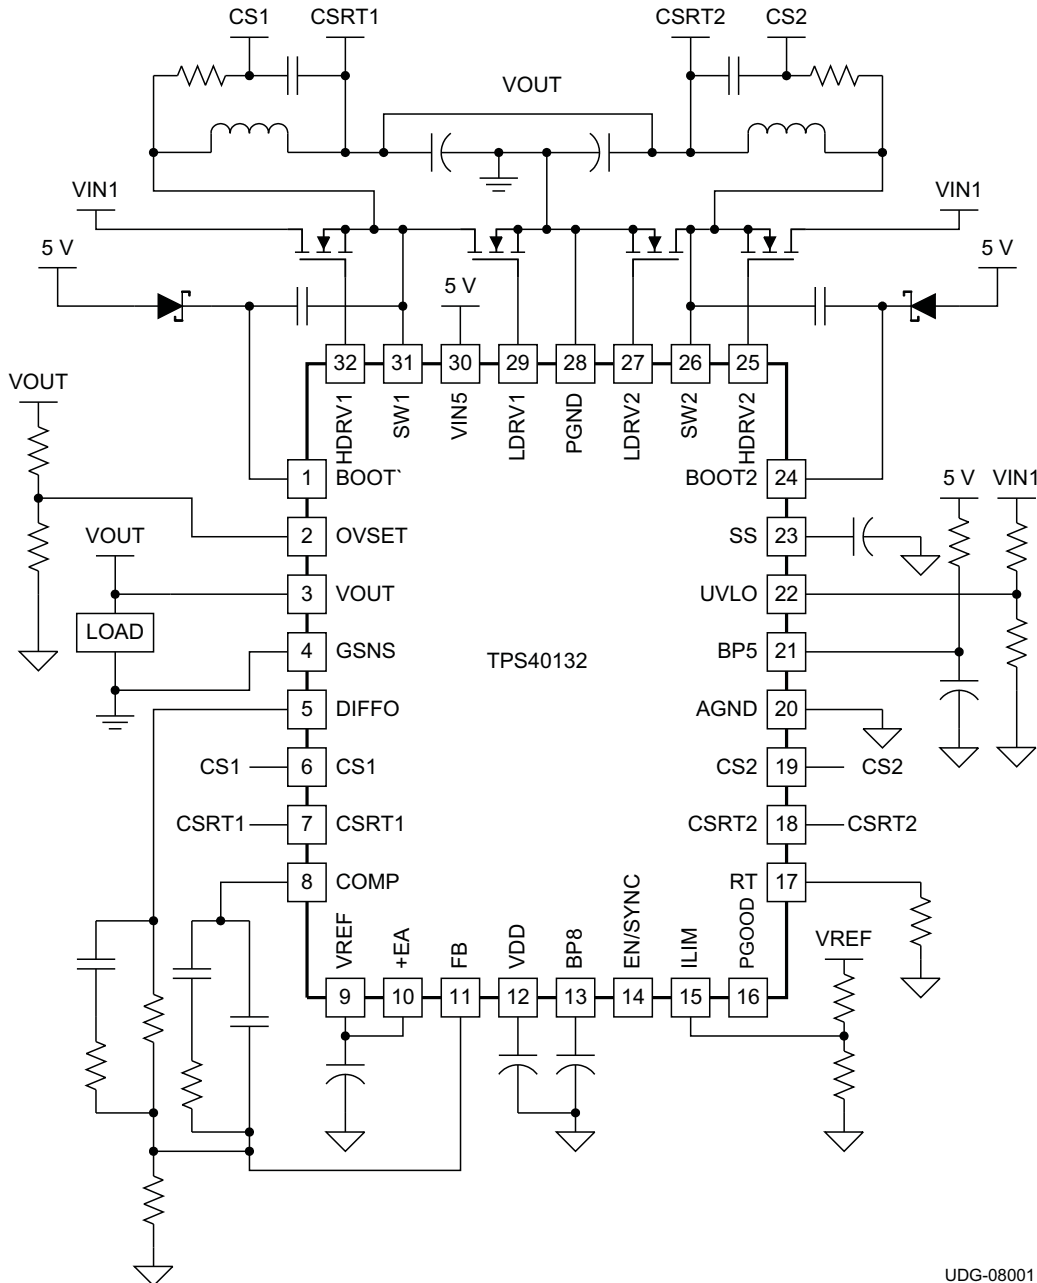 CS1 CSRT1 CSRT2 CS2
VOUT
VIN1 VIN1
5 V 5 V 5 V
32 31 30 29 28 27 26 25
HDRV1 SW1 VIN5 LDRV1 PGND LDRV2 SW2 HDRV2
VOUT
1 BOOT` BOOT2 24
5 V VIN1
2 OVSET SS 23
VOUT
3 VOUT UVLO 22
LOAD
4 GSNS BP5 21
TPS40132
5 DIFFO AGND 20
CS1 6 CS1 CS2 19 CS2
CSRT1 7 CSRT1 CSRT2 18 CSRT2
8 COMP RT 17
VREF +EA FB VDD BP8 EN/SYNC ILIM PGOOD
VREF
9 10 11 12 13 14 15 16
UDG-08001